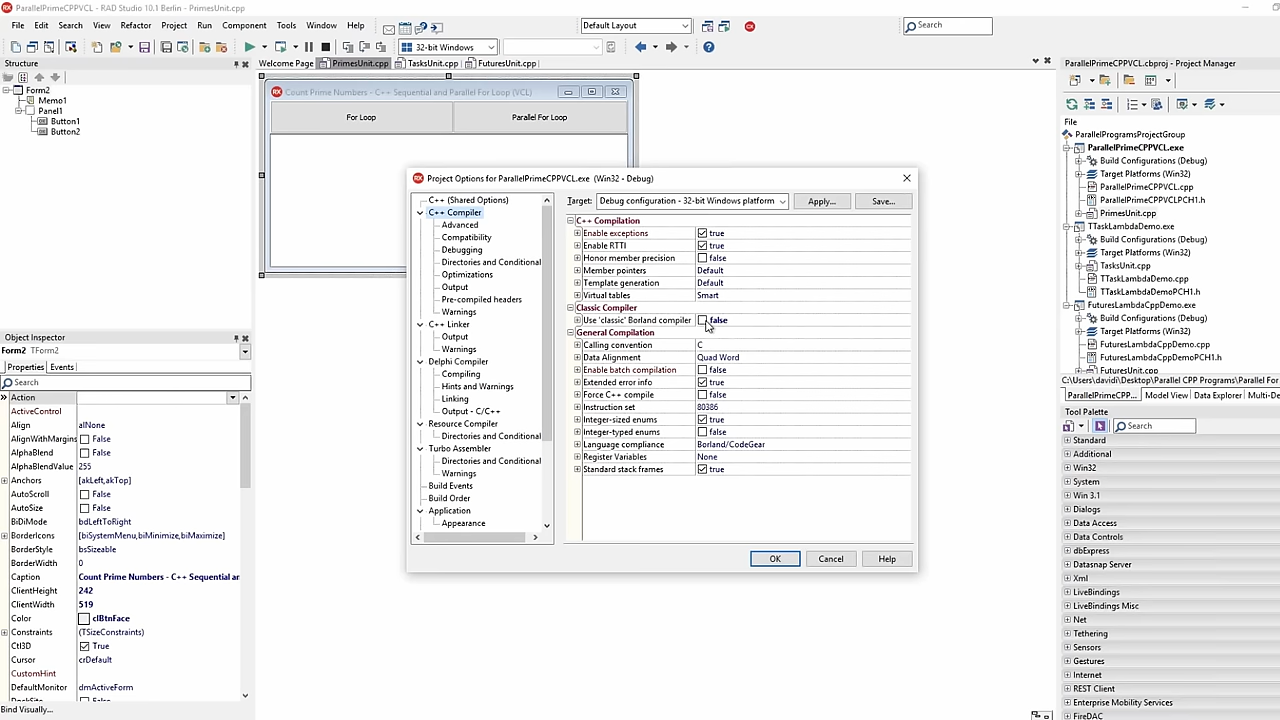 ParallelPrimeCPPVCL - RAD Studio 10.1 Berlin - PrimesUnit.cpp
File Edit Search View Refactor Project Run Component Tools Window Help
Default Layout
Search
32-bit Windows
Structure
Form2
Memo1
Panel1
Button1
Button2
Object Inspector
Form2 TForm2
Properties Events
Search
Action
ActiveControl
Align alNone
AlignWithMargins False
AlphaBlend False
AlphaBlendValue 255
Anchors [akLeft,akTop]
AutoScroll False
AutoSize False
BiDiMode bdLeftToRight
BorderIcons [biSystemMenu,biMinimize,biMaximize]
BorderStyle bsSizeable
BorderWidth 0
Caption Count Prime Numbers - C++ Sequential ar
ClientHeight 242
ClientWidth 519
Color clBtnFace
Constraints (TSizeConstraints)
Ctl3D True
Cursor crDefault
CustomHint
DefaultMonitor dmActiveForm
Bind Visually...
Welcome Page PrimesUnit.cpp TasksUnit.cpp FuturesUnit.cpp
Count Prime Numbers - C++ Sequential and Parallel For Loop (VCL)
For Loop Parallel For Loop
Project Options for ParallelPrimeCPPVCL.exe (Win32 - Debug)
C++ (Shared Options)
C++ Compiler
Advanced
Compatibility
Debugging
Directories and Conditional
Optimizations
Output
Pre-compiled headers
Warnings
C++ Linker
Output
Warnings
Delphi Compiler
Compiling
Hints and Warnings
Linking
Output - C/C++
Resource Compiler
Directories and Conditional
Turbo Assembler
Directories and Conditional
Warnings
Build Events
Build Order
Application
Appearance
Target: Debug configuration - 32-bit Windows platform Apply... Save...
C++ Compilation
Enable exceptions true
Enable RTTI true
Honor member precision false
Member pointers Default
Template generation Default
Virtual tables Smart
Classic Compiler
Use 'classic' Borland compiler false
General Compilation
Calling convention C
Data Alignment Quad Word
Enable batch compilation false
Extended error info true
Force C++ compile false
Instruction set 80386
Integer-sized enums true
Integer-typed enums false
Language compliance Borland/CodeGear
Register Variables None
Standard stack frames true
OK Cancel Help
ParallelPrimeCPPVCL.cbproj - Project Manager
File
ParallelProgramsProjectGroup
ParallelPrimeCPPVCL.exe
Build Configurations (Debug)
Target Platforms (Win32)
ParallelPrimeCPPVCL.cpp
ParallelPrimeCPPVCLPCH1.h
PrimesUnit.cpp
TTaskLambdaDemo.exe
Build Configurations (Debug)
Target Platforms (Win32)
TasksUnit.cpp
TTaskLambdaDemo.cpp
TTaskLambdaDemoPCH1.h
FuturesLambdaCppDemo.exe
Build Configurations (Debug)
Target Platforms (Win32)
FuturesLambdaCppDemo.cpp
FuturesLambdaCppDemoPCH1.h
FuturesUnit.cpp
C:\Users\davidi\Desktop\Parallel CPP Programs\Parallel For
ParallelPrimeCPP... Model View Data Explorer Multi-De
Tool Palette
Search
Standard
Additional
Win32
System
Win 3.1
Dialogs
Data Access
Data Controls
dbExpress
Datasnap Server
Xml
LiveBindings
LiveBindings Misc
Net
Tethering
Sensors
Gestures
Internet
REST Client
Enterprise Mobility Services
FireDAC